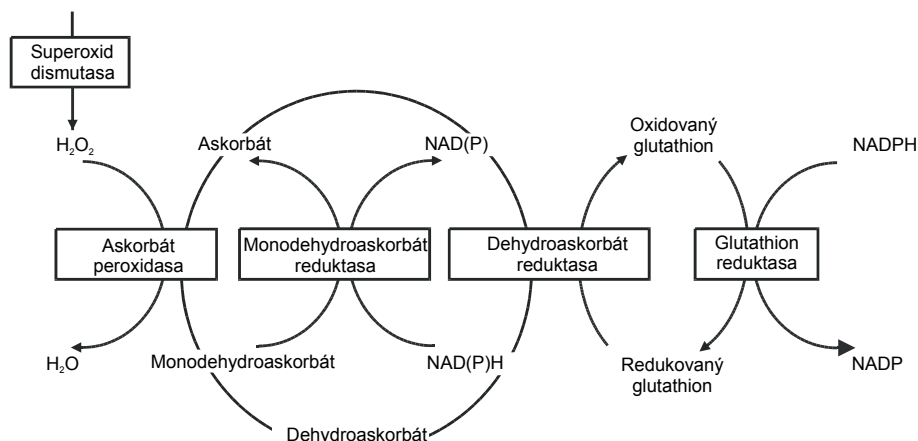 Superoxid
dismutasa
H₂O₂
Askorbát
NAD(P)
Oxidovaný
glutathion
NADPH
Askorbát
peroxidasa
Monodehydroaskorbát
reduktasa
Dehydroaskorbát
reduktasa
Glutathion
reduktasa
H₂O
Monodehydroaskorbát
NAD(P)H
Redukovaný
glutathion
NADP
Dehydroaskorbát